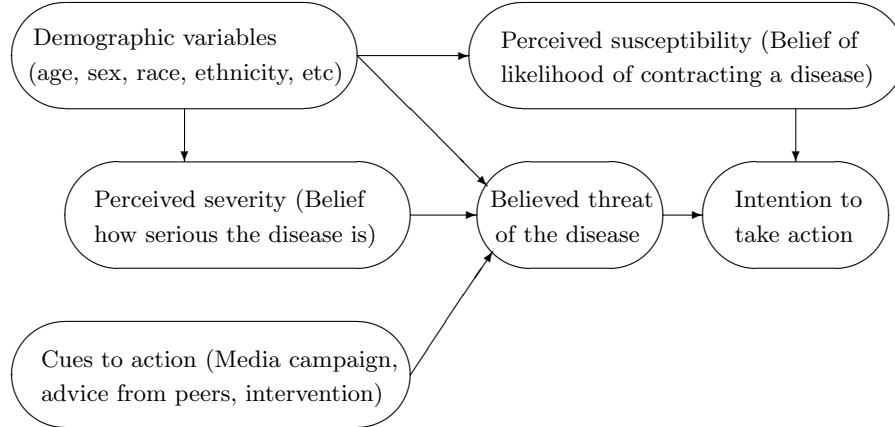 Demographic variables
(age, sex, race, ethnicity, etc)
Perceived susceptibility (Belief of
likelihood of contracting a disease)
Perceived severity (Belief
how serious the disease is)
Believed threat
of the disease
Intention to
take action
Cues to action (Media campaign,
advice from peers, intervention)